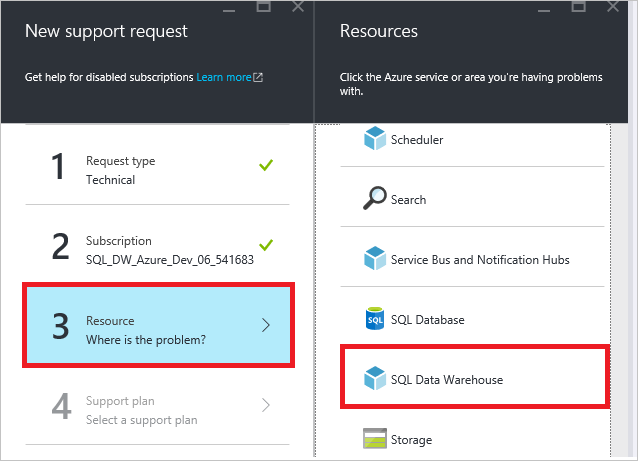 New support request
Get help for disabled subscriptions Learn more
1
Request type
Technical
2
Subscription
SQL_DW_Azure_Dev_06_541683
3
Resource
Where is the problem?
4
Support plan
Select a support plan
Resources
Click the Azure service or area you're having problems
with.
Scheduler
Search
Service Bus and Notification Hubs
SQL
SQL Database
SQL Data Warehouse
Storage